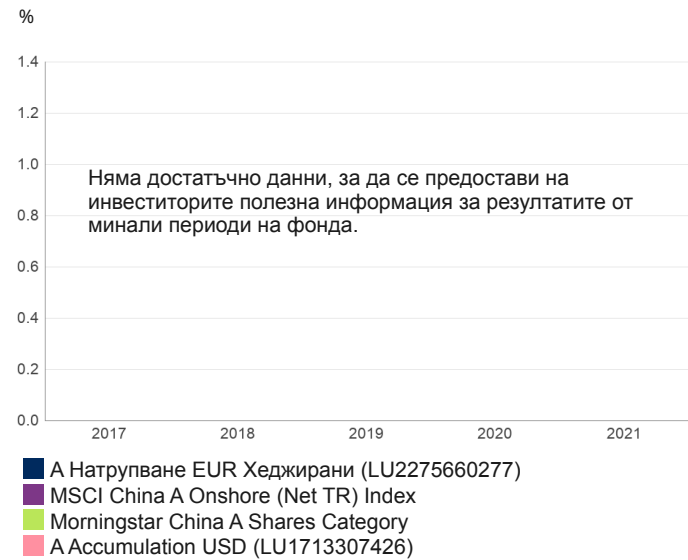 %
1.4
1.2
1.0
Няма достатъчно данни, за да се предостави на
инвеститорите полезна информация за резултатите от
минали периоди на фонда.
0.8
0.6
0.4
0.2
0.0
2017 2018 2019 2020 2021
А Натрупване EUR Хеджирани (LU2275660277)
MSCI China A Onshore (Net TR) Index
Morningstar China A Shares Category
A Accumulation USD (LU1713307426)